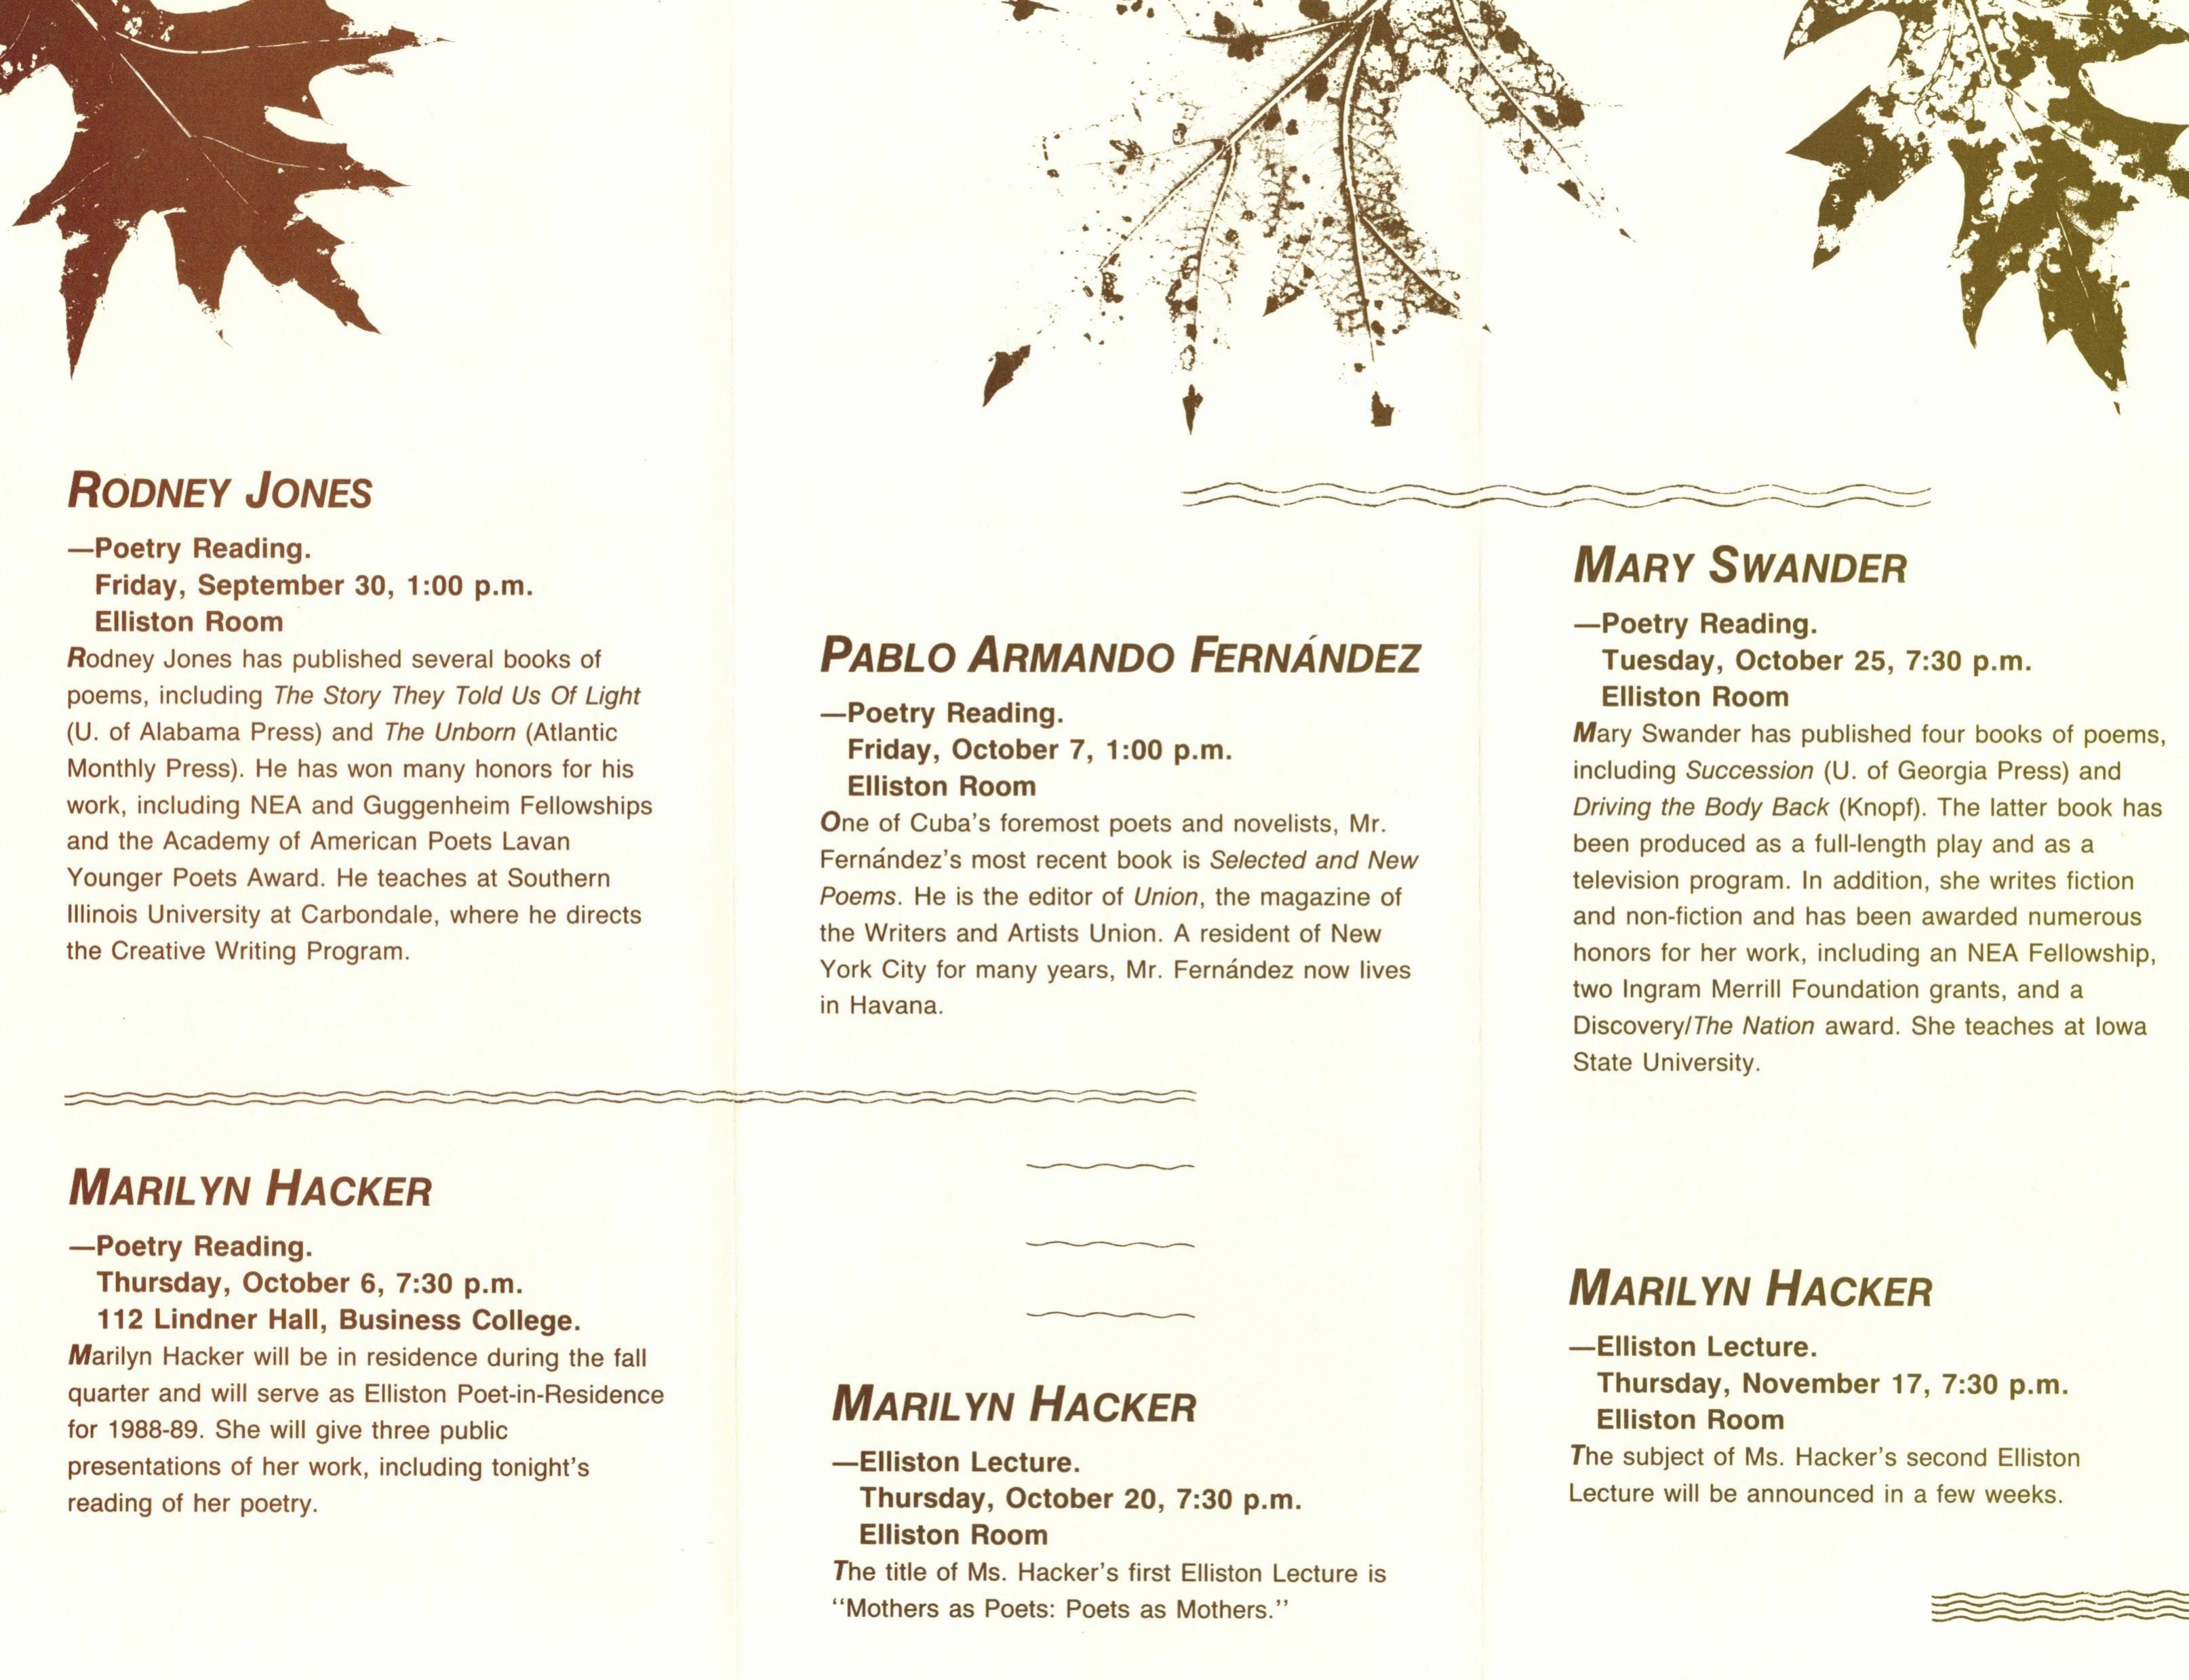 RODNEY JONES
—Poetry Reading.
Friday, September 30, 1:00 p.m.
Elliston Room
Rodney Jones has published several books of
poems, including The Story They Told Us Of Light
(U. of Alabama Press) and The Unborn (Atlantic
Monthly Press). He has won many honors for his
work, including NEA and Guggenheim Fellowships
and the Academy of American Poets Lavan
Younger Poets Award. He teaches at Southern
Illinois University at Carbondale, where he directs
the Creative Writing Program.
MARILYN HACKER
—Poetry Reading.
Thursday, October 6, 7:30 p.m.
112 Lindner Hall, Business College.
Marilyn Hacker will be in residence during the fall
quarter and will serve as Elliston Poet-in-Residence
for 1988-89. She will give three public
presentations of her work, including tonight's
reading of her poetry.
PABLO ARMANDO FERNÁNDEZ
—Poetry Reading.
Friday, October 7, 1:00 p.m.
Elliston Room
One of Cuba's foremost poets and novelists, Mr.
Fernández's most recent book is Selected and New
Poems. He is the editor of Union, the magazine of
the Writers and Artists Union. A resident of New
York City for many years, Mr. Fernández now lives
in Havana.
MARILYN HACKER
—Elliston Lecture.
Thursday, October 20, 7:30 p.m.
Elliston Room
The title of Ms. Hacker's first Elliston Lecture is
''Mothers as Poets: Poets as Mothers.''
MARY SWANDER
—Poetry Reading.
Tuesday, October 25, 7:30 p.m.
Elliston Room
Mary Swander has published four books of poems,
including Succession (U. of Georgia Press) and
Driving the Body Back (Knopf). The latter book has
been produced as a full-length play and as a
television program. In addition, she writes fiction
and non-fiction and has been awarded numerous
honors for her work, including an NEA Fellowship,
two Ingram Merrill Foundation grants, and a
Discovery/The Nation award. She teaches at Iowa
State University.
MARILYN HACKER
—Elliston Lecture.
Thursday, November 17, 7:30 p.m.
Elliston Room
The subject of Ms. Hacker's second Elliston
Lecture will be announced in a few weeks.